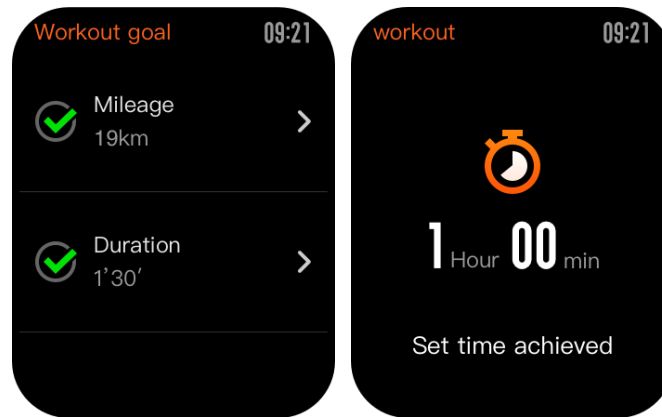 Workout goal 09:21
Mileage
19km
Duration
1'30′
workout 09:21
1 Hour 00 min
Set time achieved